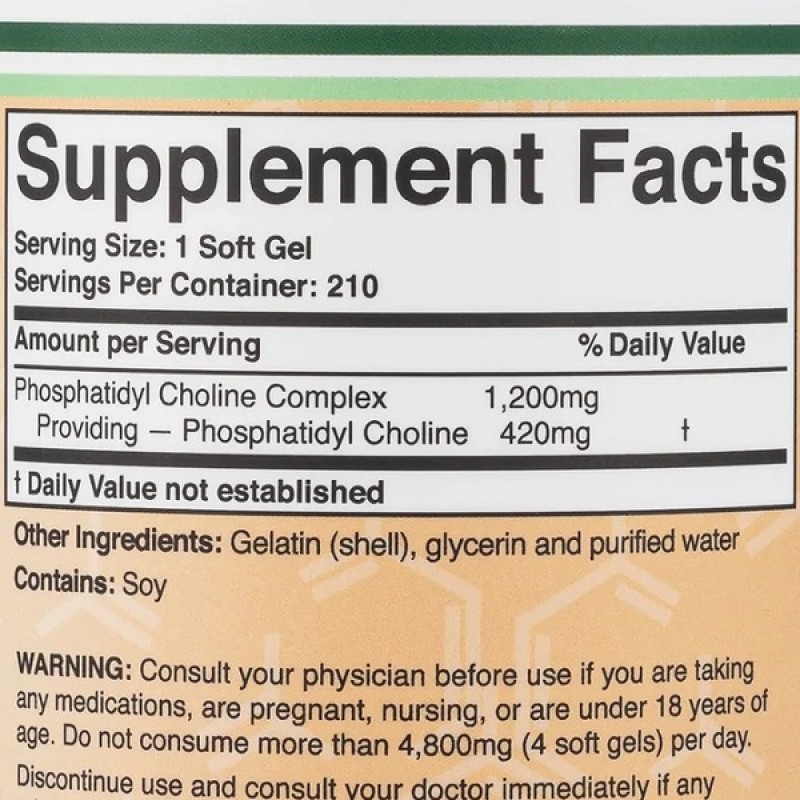 Supplement Facts
Serving Size: 1 Soft Gel
Servings Per Container: 210
Amount per Serving % Daily Value
Phosphatidyl Choline Complex 1,200mg
Providing — Phosphatidyl Choline 420mg †
† Daily Value not established
Other Ingredients: Gelatin (shell), glycerin and purified water
Contains: Soy
WARNING: Consult your physician before use if you are taking
any medications, are pregnant, nursing, or are under 18 years of
age. Do not consume more than 4,800mg (4 soft gels) per day.
Discontinue use and consult your doctor immediately if any